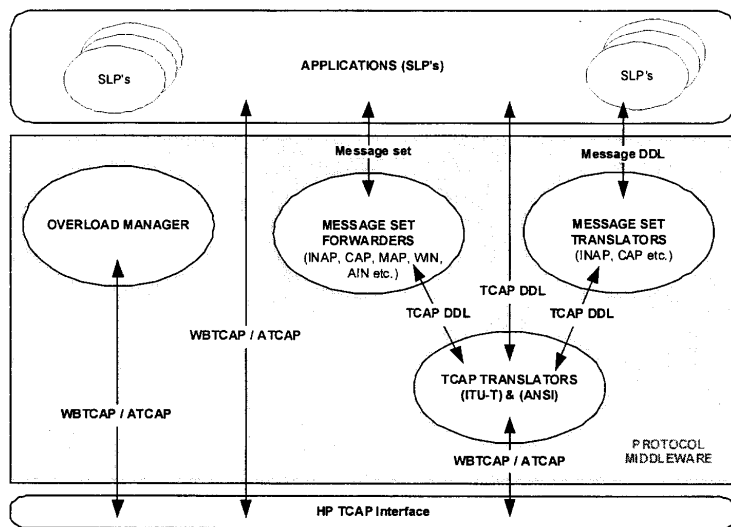 SLP's
APPLICATIONS (SLP's)
SLP's
Message set
Message DDL
OVERLOAD MANAGER
MESSAGE SET
FORWARDERS
(INAP, CAP, MAP, WIN,
AIN etc.)
MESSAGE SET
TRANSLATORS
(INAP, CAP etc.)
TCAP DDL
TCAP DDL
TCAP DDL
WBTCAP / ATCAP
TCAP TRANSLATORS
(ITU-T) & (ANSI)
WBTCAP / ATCAP
WBTCAP / ATCAP
PROTOCOL
MIDDLEWARE
HP TCAP Interface